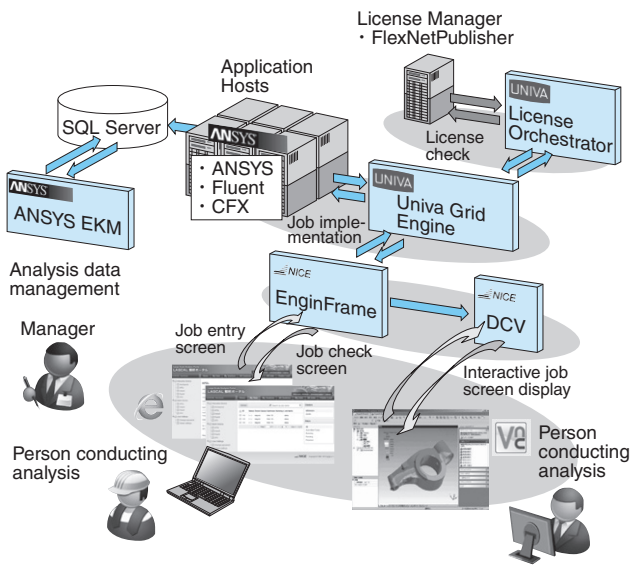 License Manager
・FlexNetPublisher
Application
Hosts
UNIVA
License
Orchestrator
License
check
SQL Server
ANSYS
・ANSYS
・Fluent
・CFX
UNIVA
Univa Grid
Engine
Job imple-
mentation
ANSYS
ANSYS EKM
Analysis data
management
NICE
EnginFrame
NICE
DCV
Manager
Job entry
screen
Job check
screen
Interactive job
screen display
NICE
Person conducting
analysis
Person
conducting
analysis